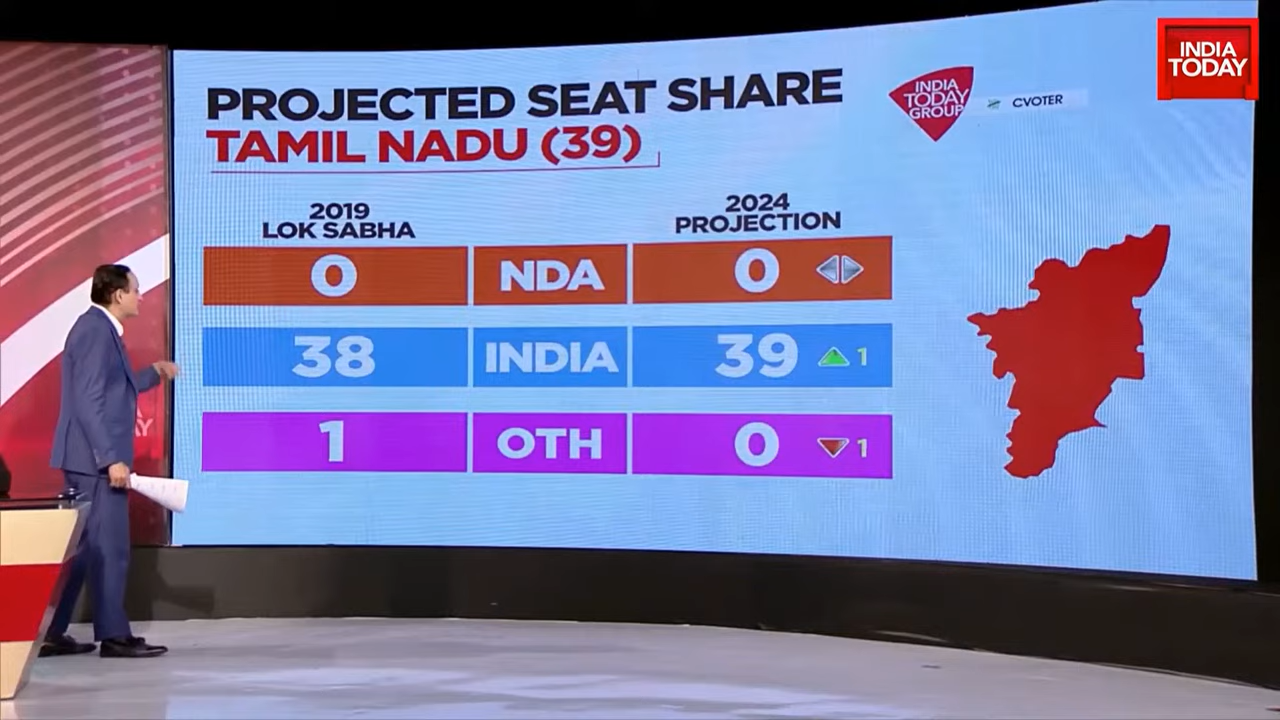 PROJECTED SEAT SHARE
TAMIL NADU (39)
INDIA
TODAY
GROUP
CVOTER
INDIA
TODAY
2019
LOK SABHA
2024
PROJECTION
0 NDA 0
38 INDIA 39 1
1 OTH 0 1
AY